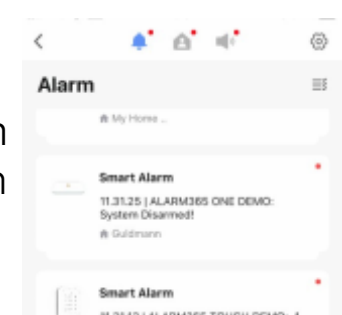 Alarm
My Home ..
Smart Alarm
11.31.25 | ALARM365 ONE DEMO:
System Disarmed!
Guldmann
Smart Alarm